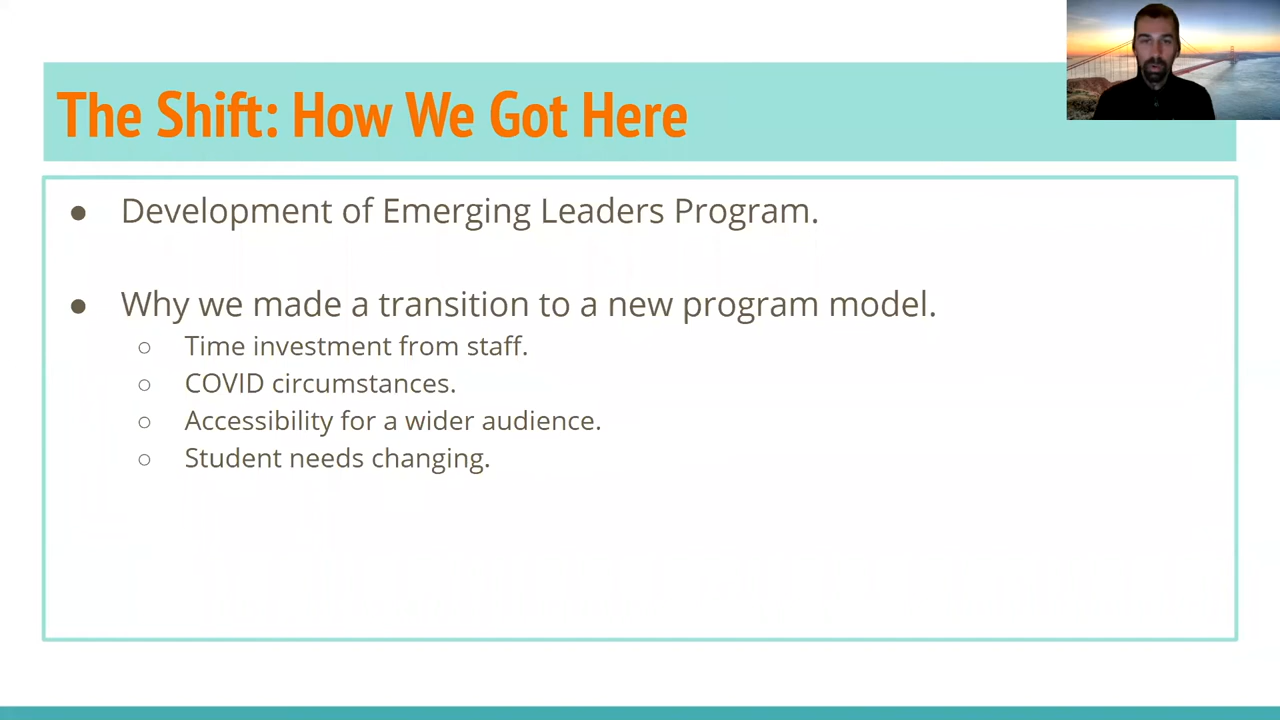 The Shift: How We Got Here
● Development of Emerging Leaders Program.
● Why we made a transition to a new program model.
○ Time investment from staff.
○ COVID circumstances.
○ Accessibility for a wider audience.
○ Student needs changing.